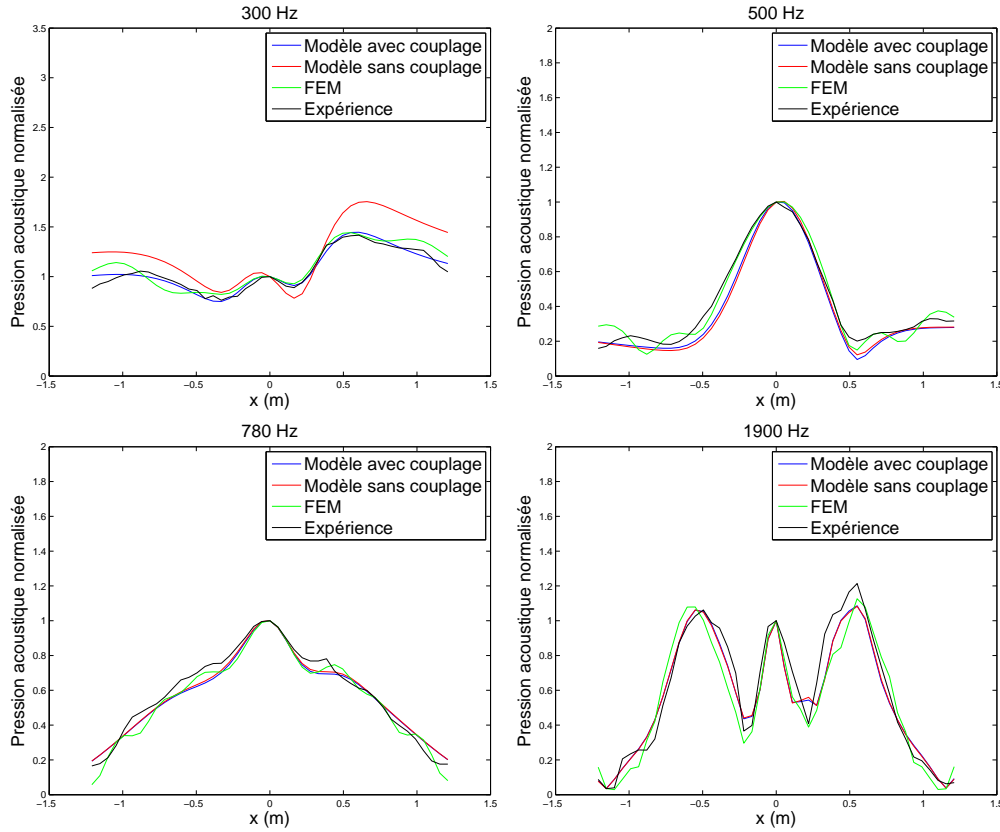 300 Hz
3.5
3
2.5
2
1.5
1
0.5
0
Pression acoustique normalisée
Modèle avec couplage
Modèle sans couplage
FEM
Expérience
−1.5 −1 −0.5 0 0.5 1 1.5
x (m)
500 Hz
2
1.8
1.6
1.4
1.2
1
0.8
0.6
0.4
0.2
0
Pression acoustique normalisée
Modèle avec couplage
Modèle sans couplage
FEM
Expérience
−1.5 −1 −0.5 0 0.5 1 1.5
x (m)
780 Hz
2
1.8
1.6
1.4
1.2
1
0.8
0.6
0.4
0.2
0
Pression acoustique normalisée
Modèle avec couplage
Modèle sans couplage
FEM
Expérience
−1.5 −1 −0.5 0 0.5 1 1.5
x (m)
1900 Hz
2
1.8
1.6
1.4
1.2
1
0.8
0.6
0.4
0.2
0
Pression acoustique normalisée
Modèle avec couplage
Modèle sans couplage
FEM
Expérience
−1.5 −1 −0.5 0 0.5 1 1.5
x (m)